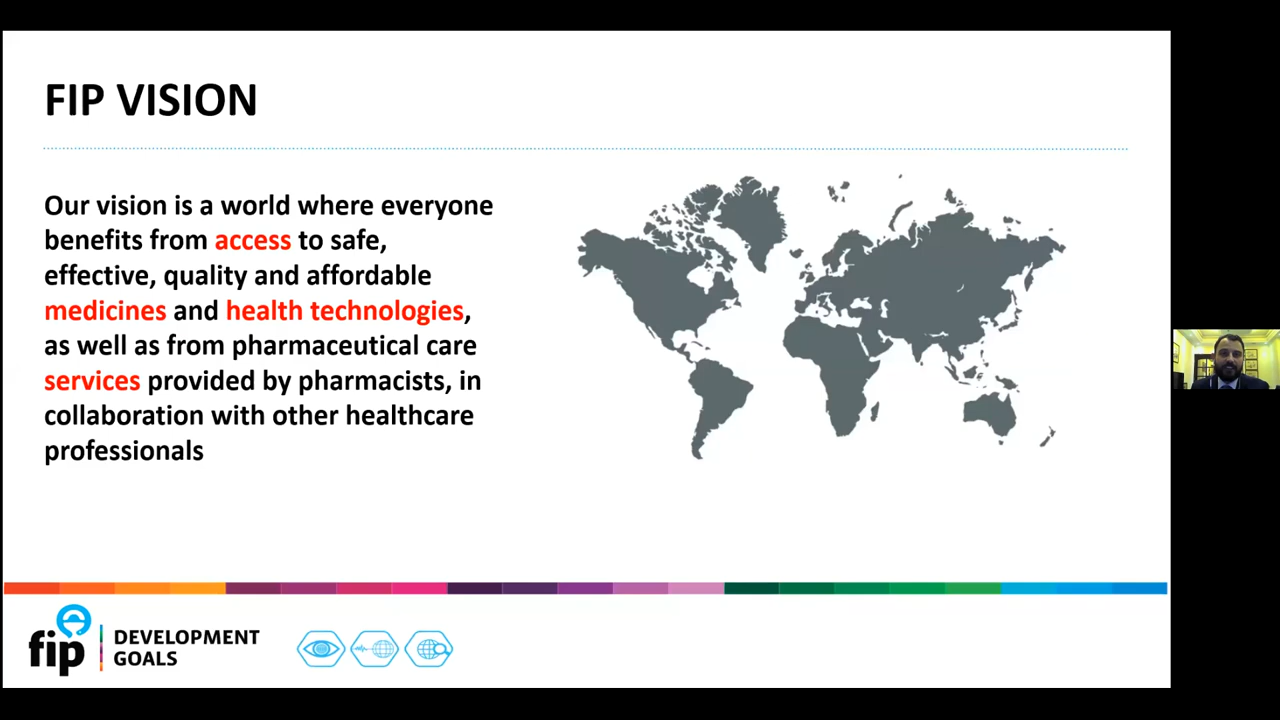 FIP VISION
Our vision is a world where everyone
benefits from access to safe,
effective, quality and affordable
medicines and health technologies,
as well as from pharmaceutical care
services provided by pharmacists, in
collaboration with other healthcare
professionals
fip
DEVELOPMENT
GOALS